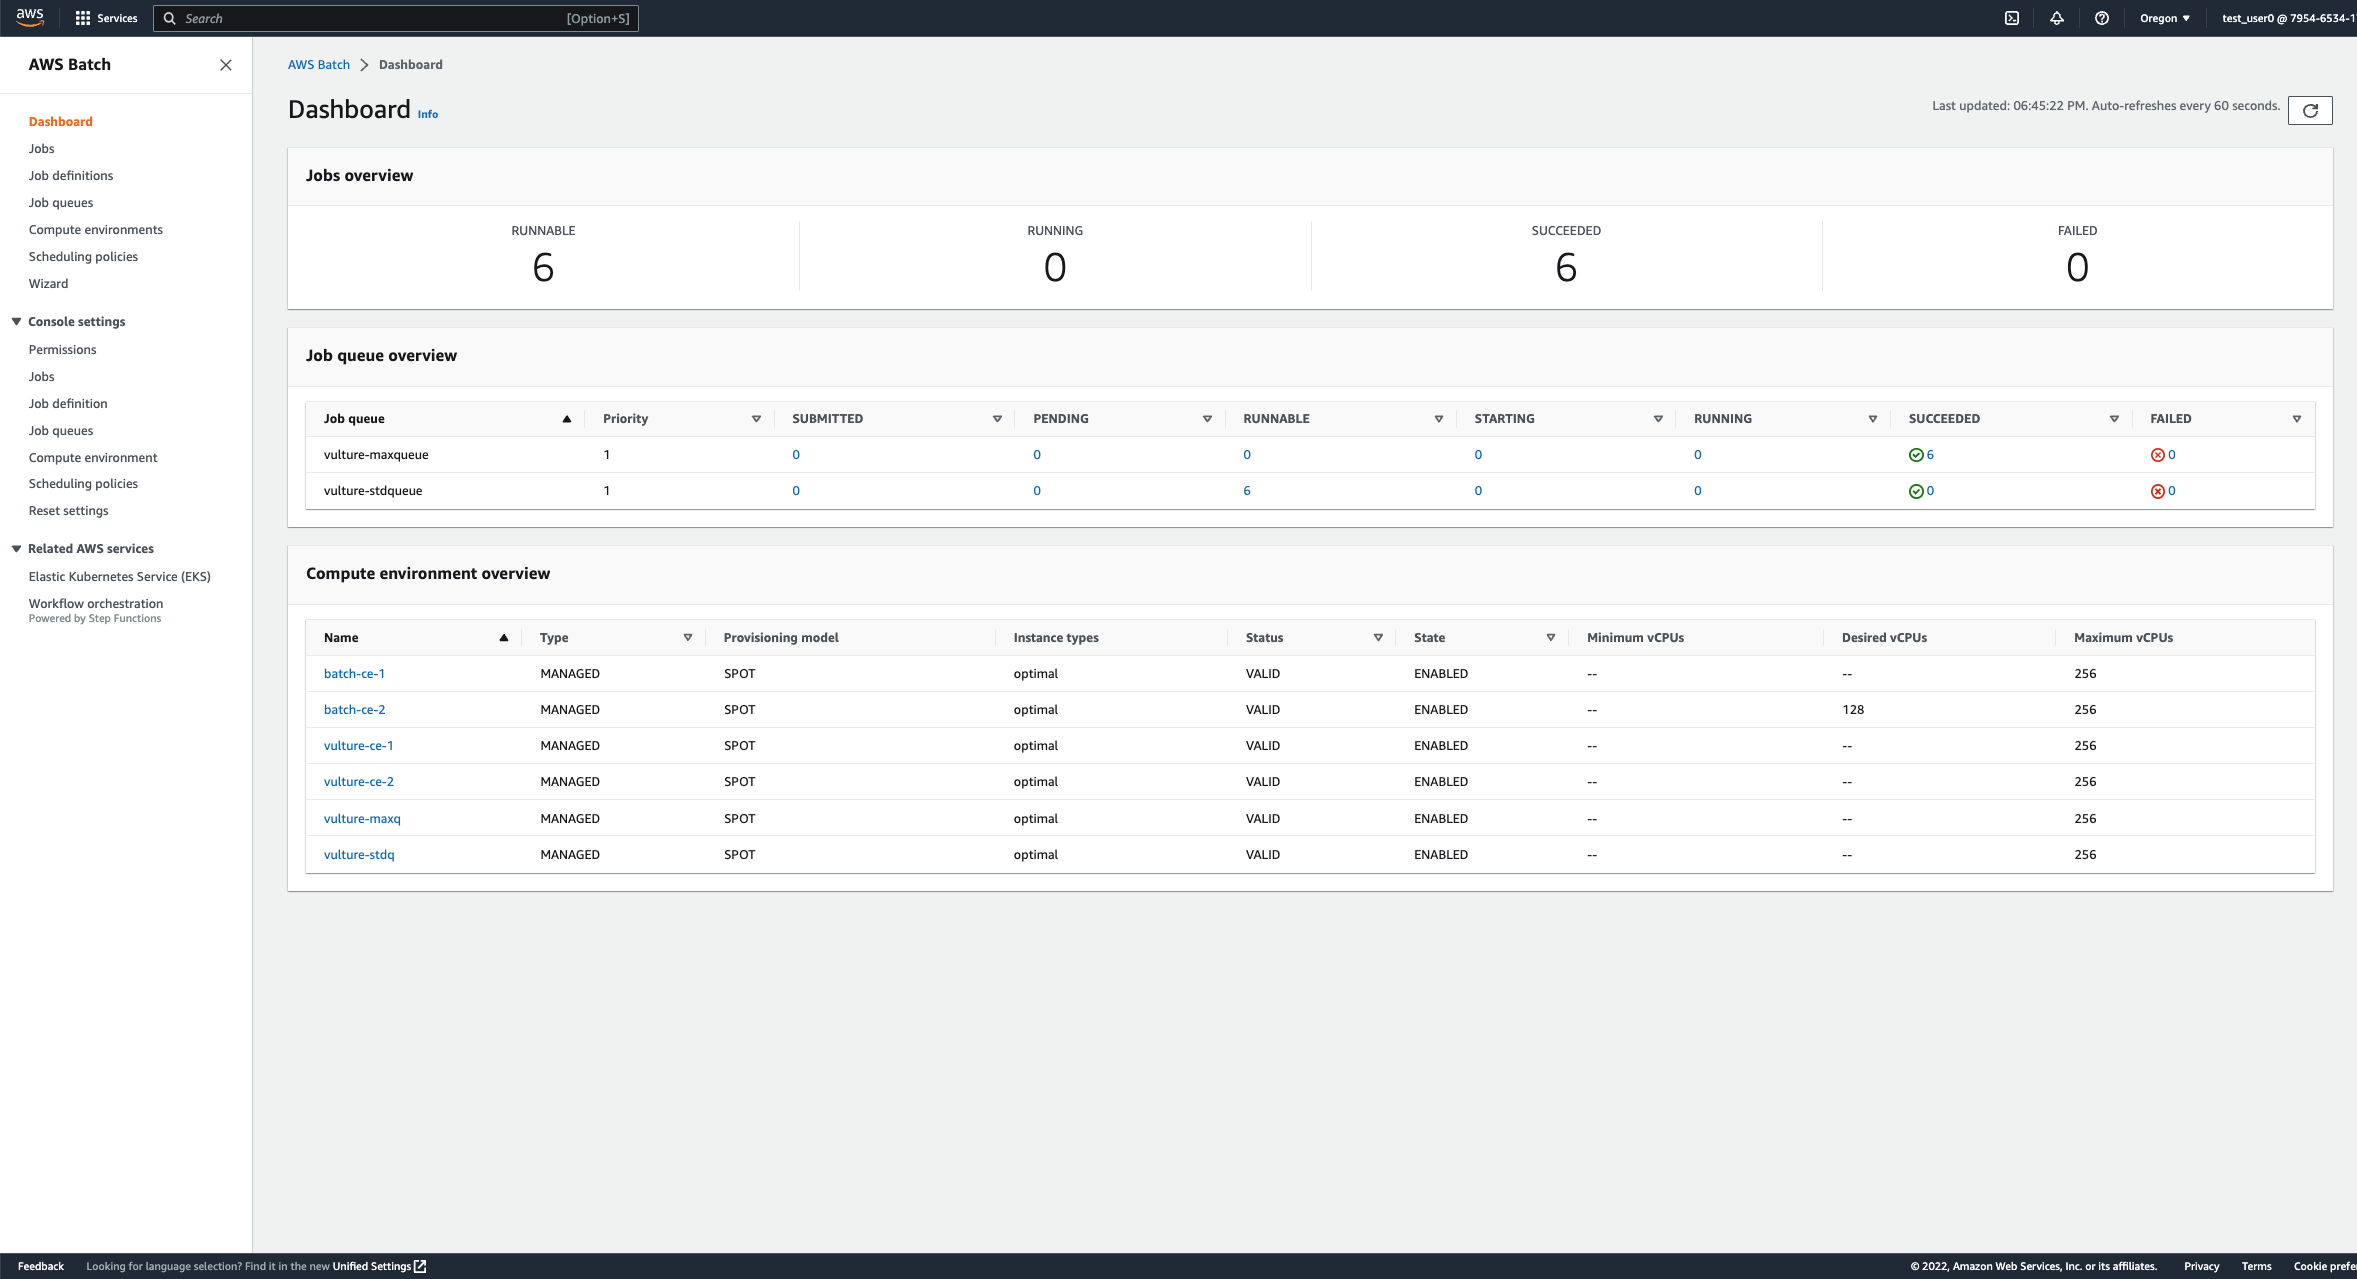 aws Services Search [Option+S] Oregon ▼ test_user0 @ 7954-6534-1
AWS Batch
Dashboard
Jobs
Job definitions
Job queues
Compute environments
Scheduling policies
Wizard
Console settings
Permissions
Jobs
Job definition
Job queues
Compute environment
Scheduling policies
Reset settings
Related AWS services
Elastic Kubernetes Service (EKS)
Workflow orchestration
Powered by Step Functions
AWS Batch > Dashboard
Dashboard Info
Last updated: 06:45:22 PM. Auto-refreshes every 60 seconds.
Jobs overview
RUNNABLE RUNNING SUCCEEDED FAILED
6 0 6 0
Job queue overview
Job queue Priority SUBMITTED PENDING RUNNABLE STARTING RUNNING SUCCEEDED FAILED
vulture-maxqueue 1 0 0 0 0 0 6 0
vulture-stdqueue 1 0 0 6 0 0 0 0
Compute environment overview
Name Type Provisioning model Instance types Status State Minimum vCPUs Desired vCPUs Maximum vCPUs
batch-ce-1 MANAGED SPOT optimal VALID ENABLED -- -- 256
batch-ce-2 MANAGED SPOT optimal VALID ENABLED -- 128 256
vulture-ce-1 MANAGED SPOT optimal VALID ENABLED -- -- 256
vulture-ce-2 MANAGED SPOT optimal VALID ENABLED -- -- 256
vulture-maxq MANAGED SPOT optimal VALID ENABLED -- -- 256
vulture-stdq MANAGED SPOT optimal VALID ENABLED -- -- 256
Feedback Looking for language selection? Find it in the new Unified Settings © 2022, Amazon Web Services, Inc. or its affiliates. Privacy Terms Cookie prefe